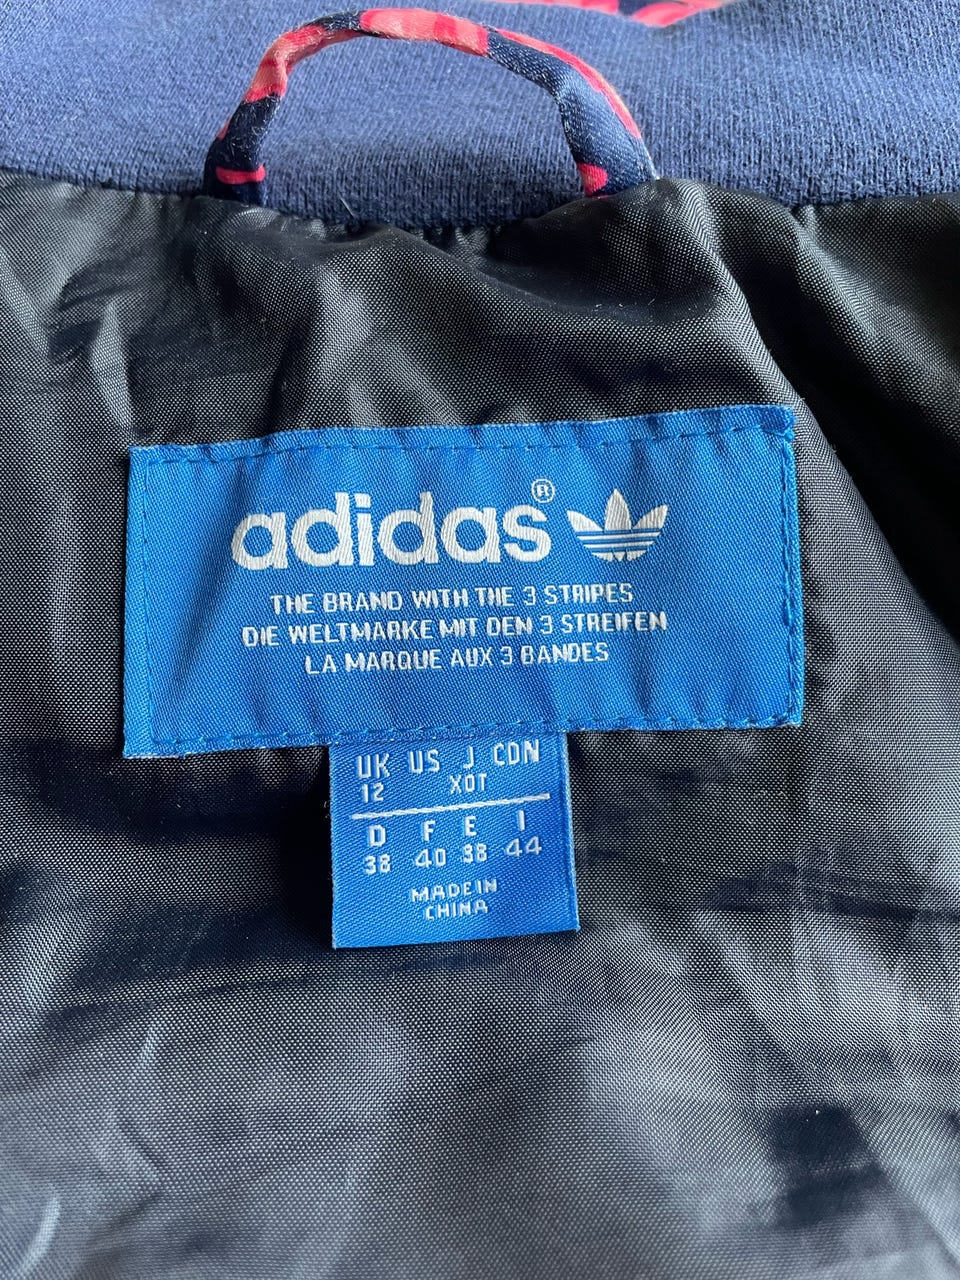 adidas®
THE BRAND WITH THE 3 STRIPES
DIE WELTMARKE MIT DEN 3 STREIFEN
LA MARQUE AUX 3 BANDES
UK US J CDN
12 XOT
D F E I
38 40 38 44
MADE IN
CHINA